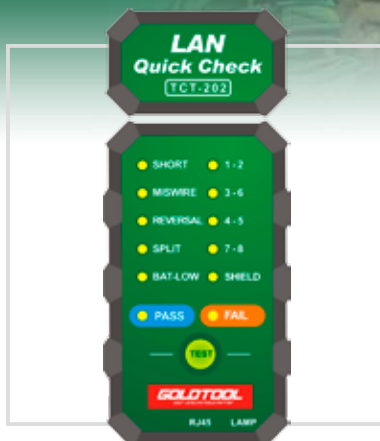 LAN
Quick Check
TCT-202
SHORT 1-2
MISWIRE 3-6
REVERSAL 4-5
SPLIT 7-8
BAT-LOW SHIELD
PASS FAIL
TEST
GOLDTOOL
RJ45 LAMP